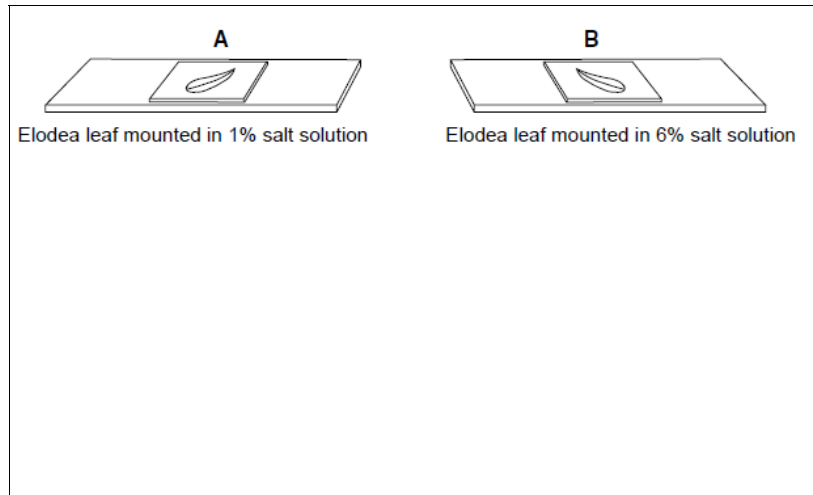 A
B
Elodea leaf mounted in 1% salt solution
Elodea leaf mounted in 6% salt solution